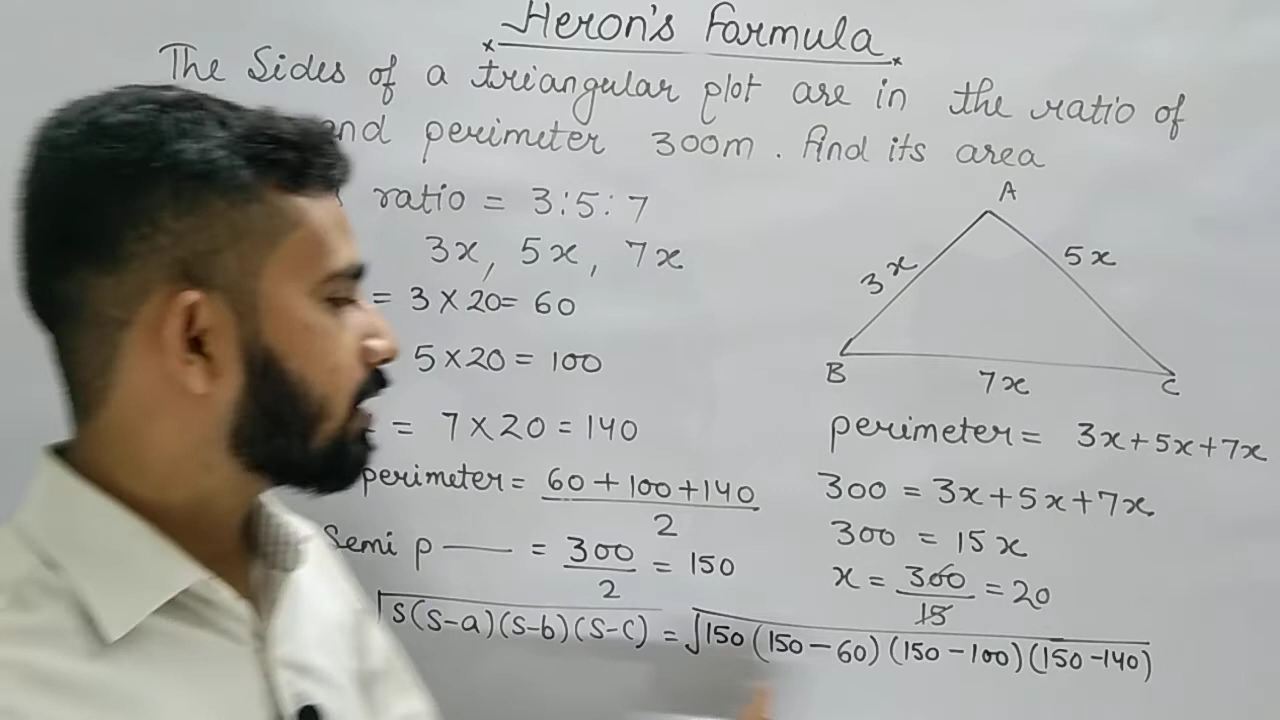 Heron's Formula
The Sides of a triangular plot are in the ratio of
and perimeter 300m. find its area
ratio = 3:5:7
3x, 5x, 7x
= 3 × 20 = 60
5 × 20 = 100
= 7 × 20 = 140
perimeter = 60 + 100 + 140 / 2
Semi p — = 300 / 2 = 150
√s(s-a)(s-b)(s-c) = √150(150-60)(150-100)(150-140)
A
3x
5x
B
7x
C
perimeter = 3x+5x+7x
300 = 3x+5x+7x
300 = 15x
x = 300 / 15 = 20